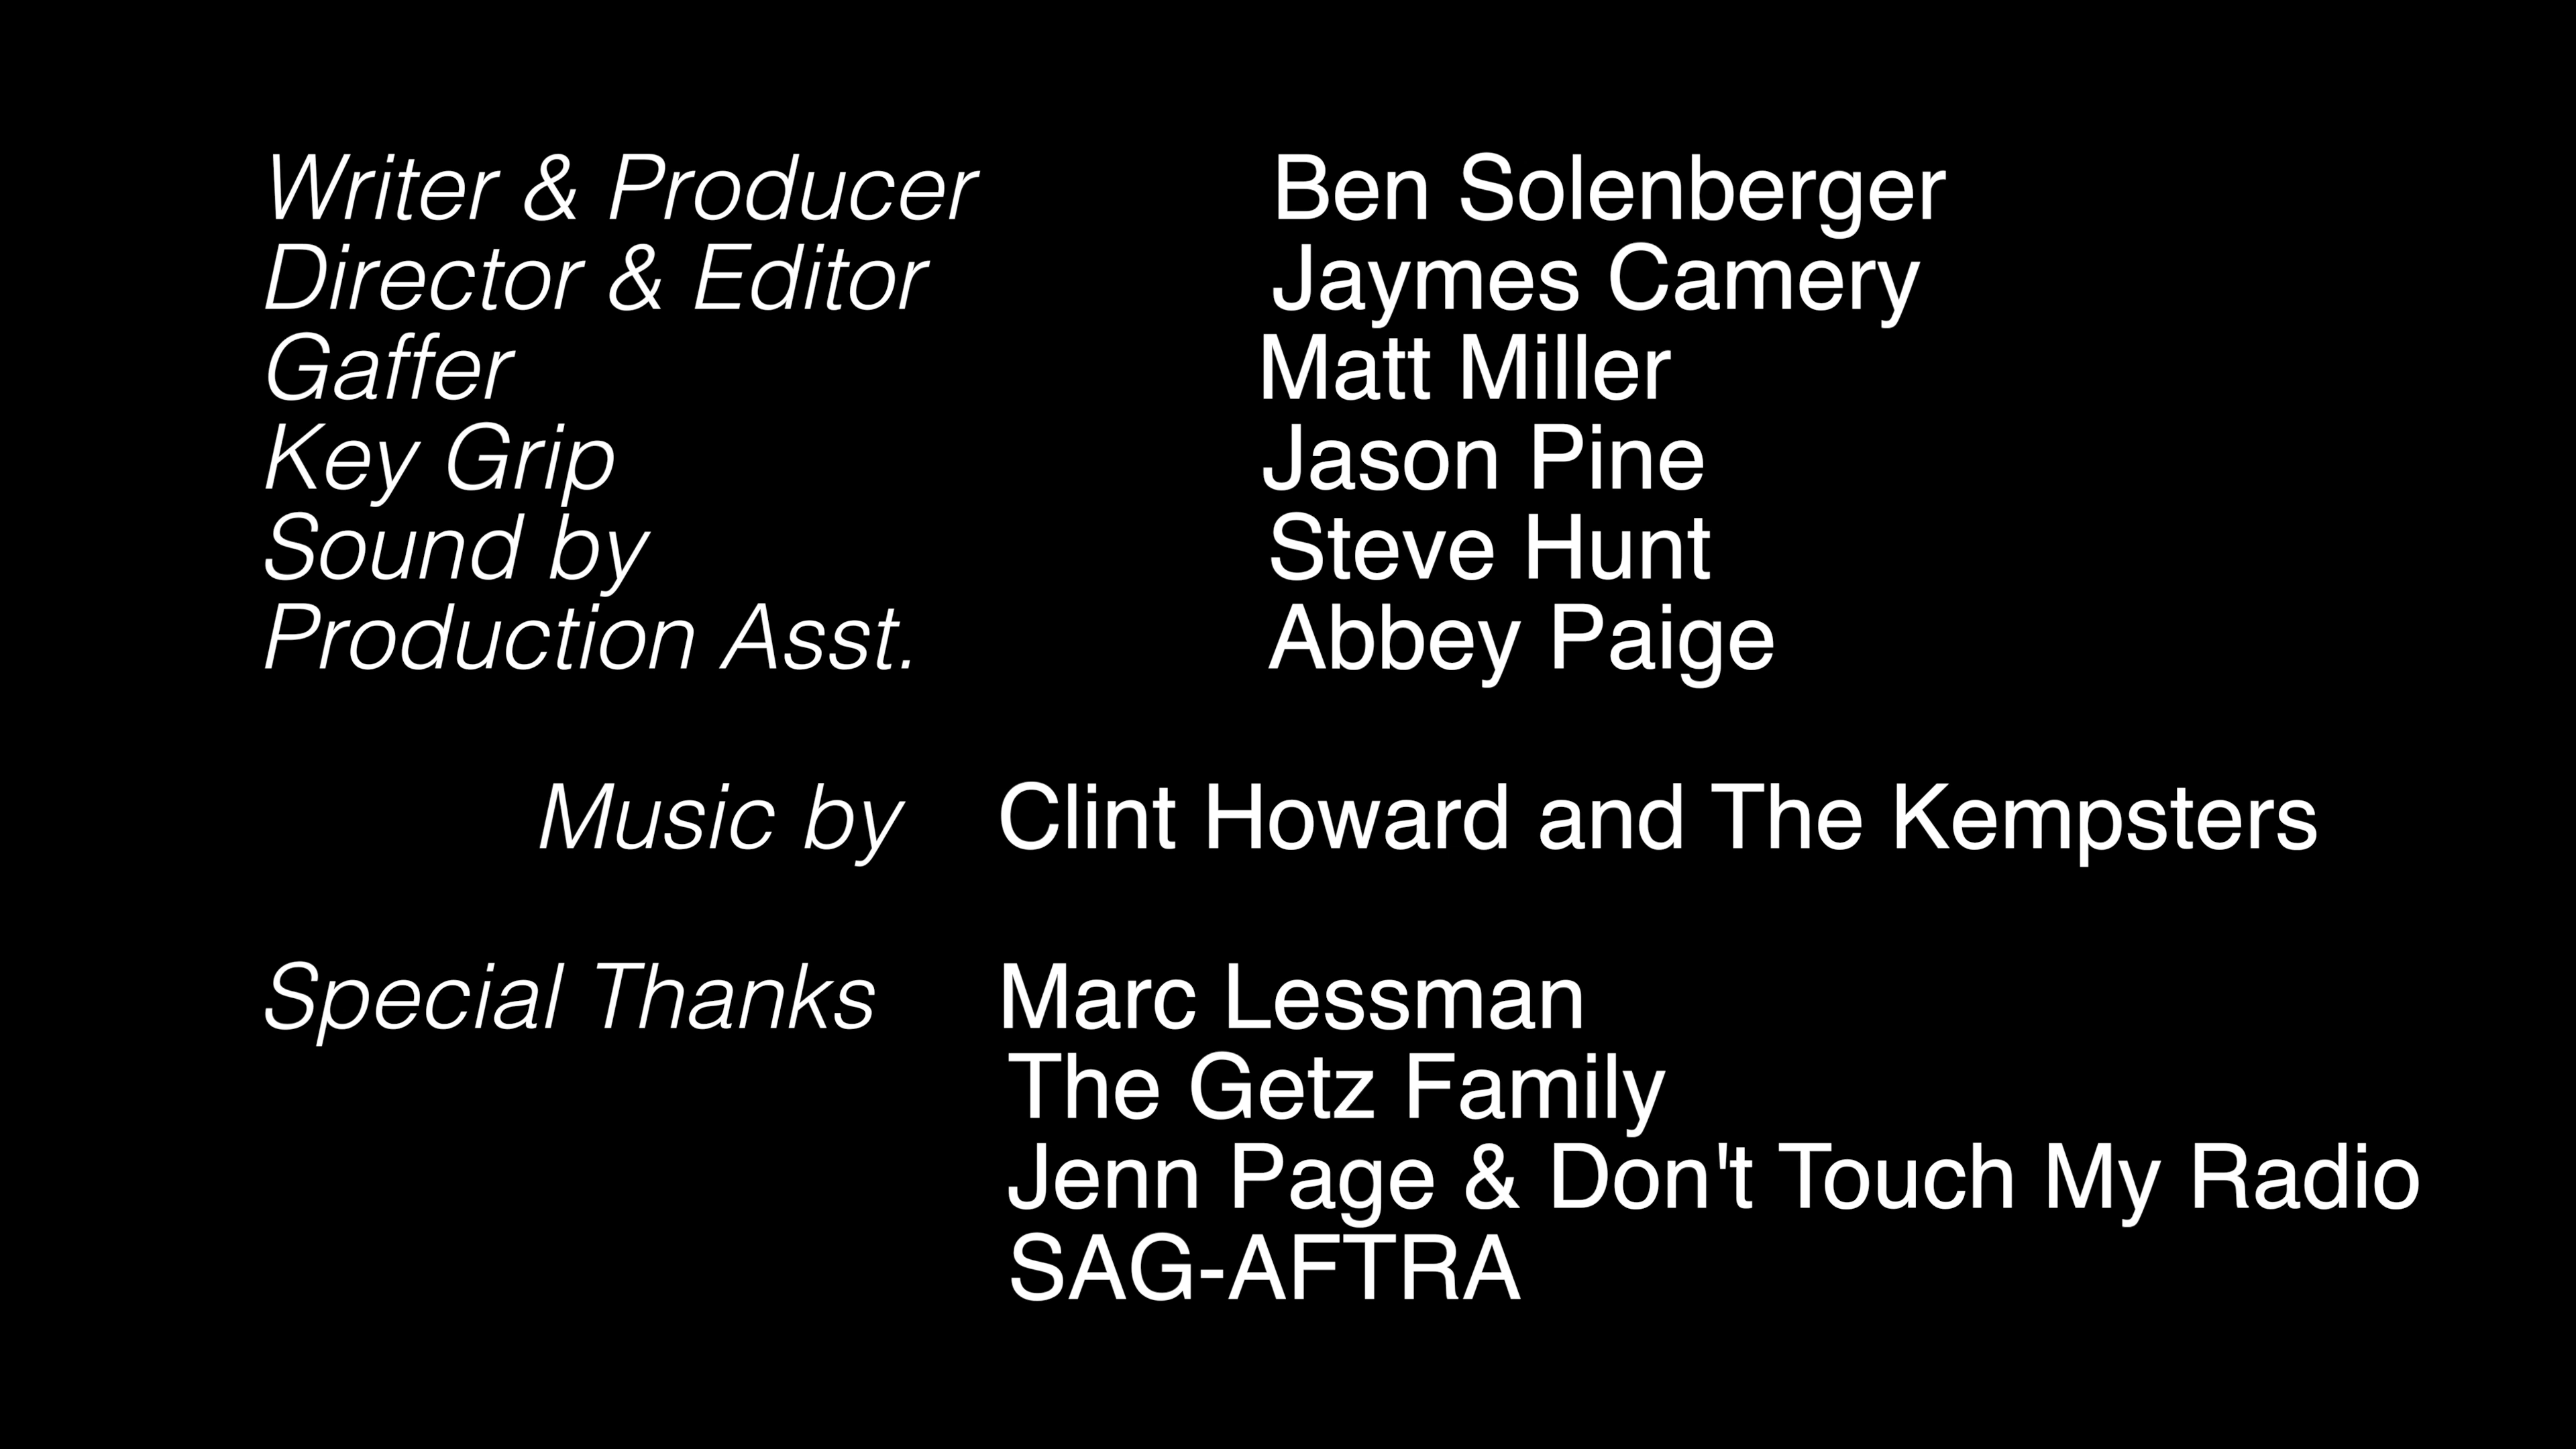 Writer & Producer Ben Solenberger
Director & Editor Jaymes Camery
Gaffer Matt Miller
Key Grip Jason Pine
Sound by Steve Hunt
Production Asst. Abbey Paige
Music by Clint Howard and The Kempsters
Special Thanks Marc Lessman
The Getz Family
Jenn Page & Don't Touch My Radio
SAG-AFTRA